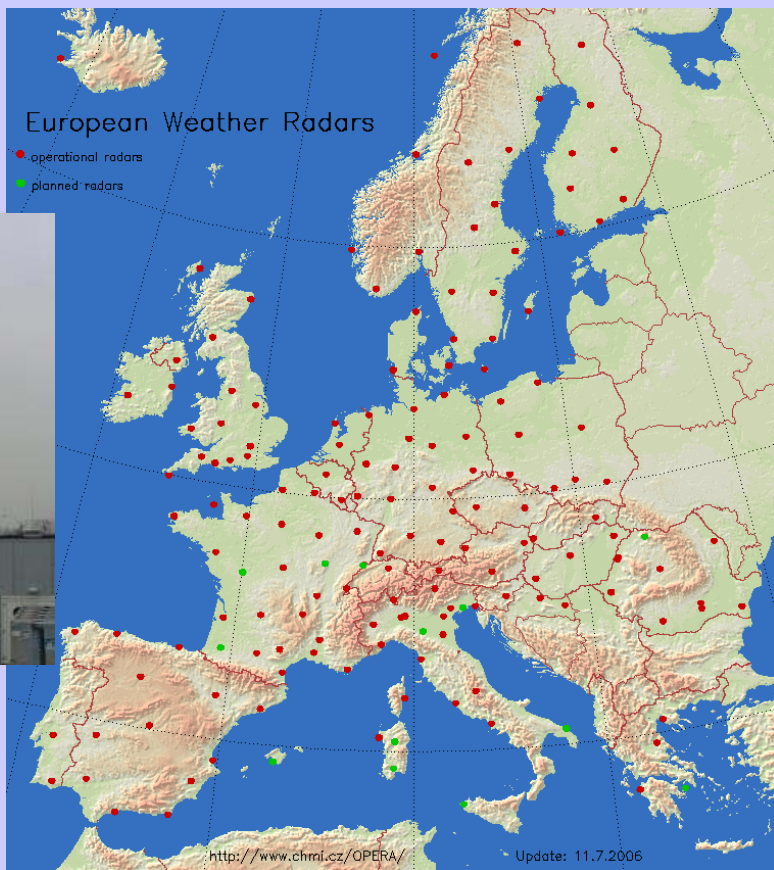 European Weather Radars
operational radars
planned radars
http://www.chmi.cz/OPERA/
Update: 11.7.2006